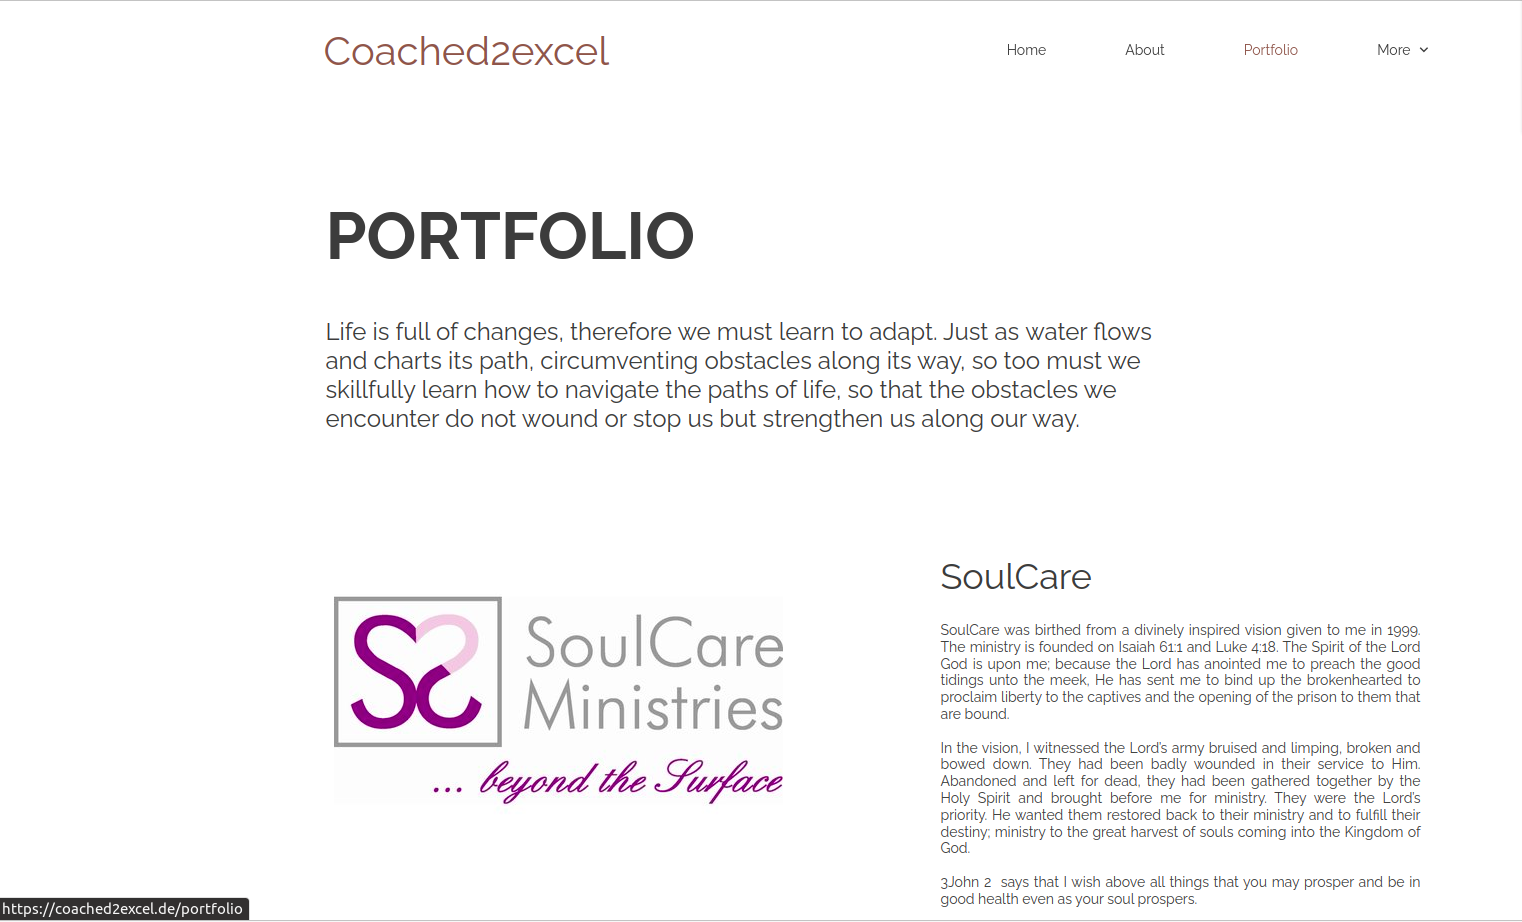 Coached2excel
Home About Portfolio More
PORTFOLIO
Life is full of changes, therefore we must learn to adapt. Just as water flows
and charts its path, circumventing obstacles along its way, so too must we
skillfully learn how to navigate the paths of life, so that the obstacles we
encounter do not wound or stop us but strengthen us along our way.
SoulCare
Ministries
... beyond the Surface
SoulCare
SoulCare was birthed from a divinely inspired vision given to me in 1999.
The ministry is founded on Isaiah 61:1 and Luke 4:18. The Spirit of the Lord
God is upon me; because the Lord has anointed me to preach the good
tidings unto the meek, He has sent me to bind up the brokenhearted to
proclaim liberty to the captives and the opening of the prison to them that
are bound.
In the vision, I witnessed the Lord's army bruised and limping, broken and
bowed down. They had been badly wounded in their service to Him.
Abandoned and left for dead, they had been gathered together by the
Holy Spirit and brought before me for ministry. They were the Lord's
priority. He wanted them restored back to their ministry and to fulfill their
destiny; ministry to the great harvest of souls coming into the Kingdom of
God.
3John 2 says that I wish above all things that you may prosper and be in
good health even as your soul prospers.
https://coached2excel.de/portfolio